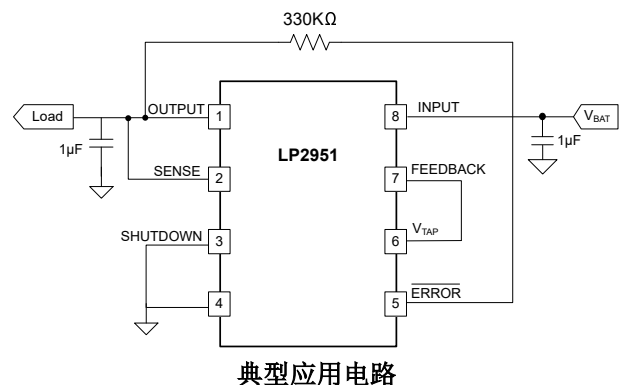 330KΩ
Load
OUTPUT
1
8
INPUT
V_BAT
1µF
1µF
LP2951
SENSE
2
7
FEEDBACK
SHUTDOWN
3
6
V_TAP
4
5
ERROR
典型应用电路